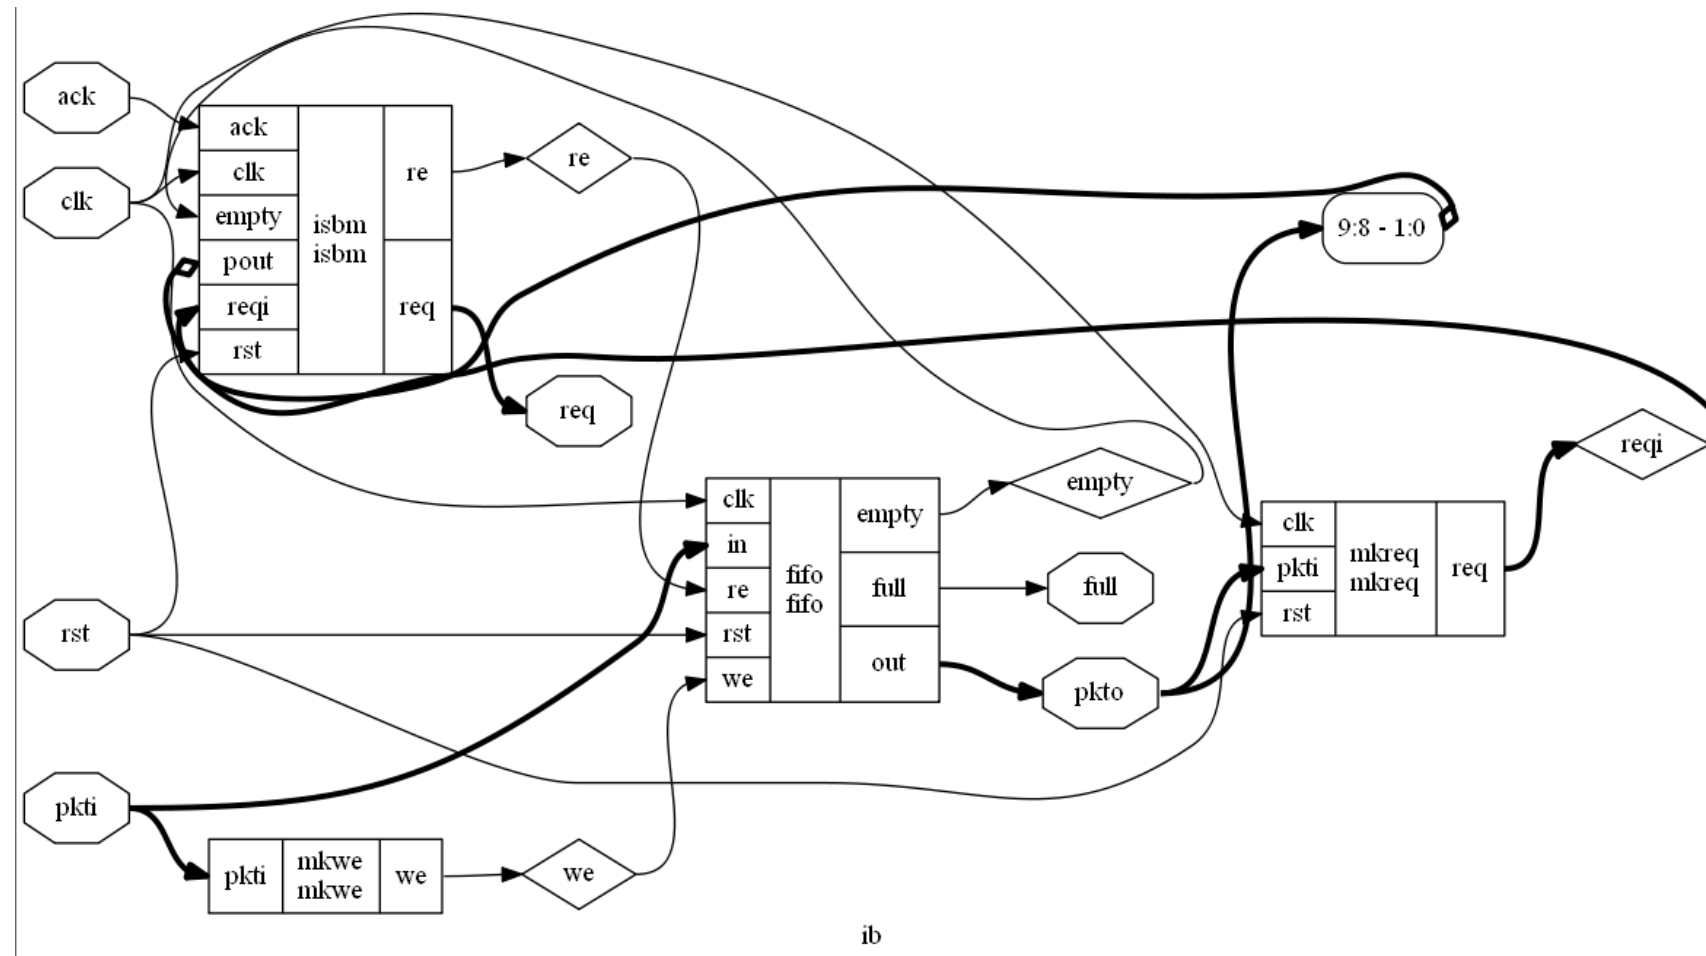 ack
clk
rst
pkti
ack
clk
empty
pout
reqi
rst
isbm
isbm
re
req
re
req
pkti
mkwe
mkwe
we
we
clk
in
re
rst
we
fifo
fifo
empty
full
out
empty
full
pkto
9:8 - 1:0
clk
pkti
rst
mkreq
mkreq
req
reqi
ib